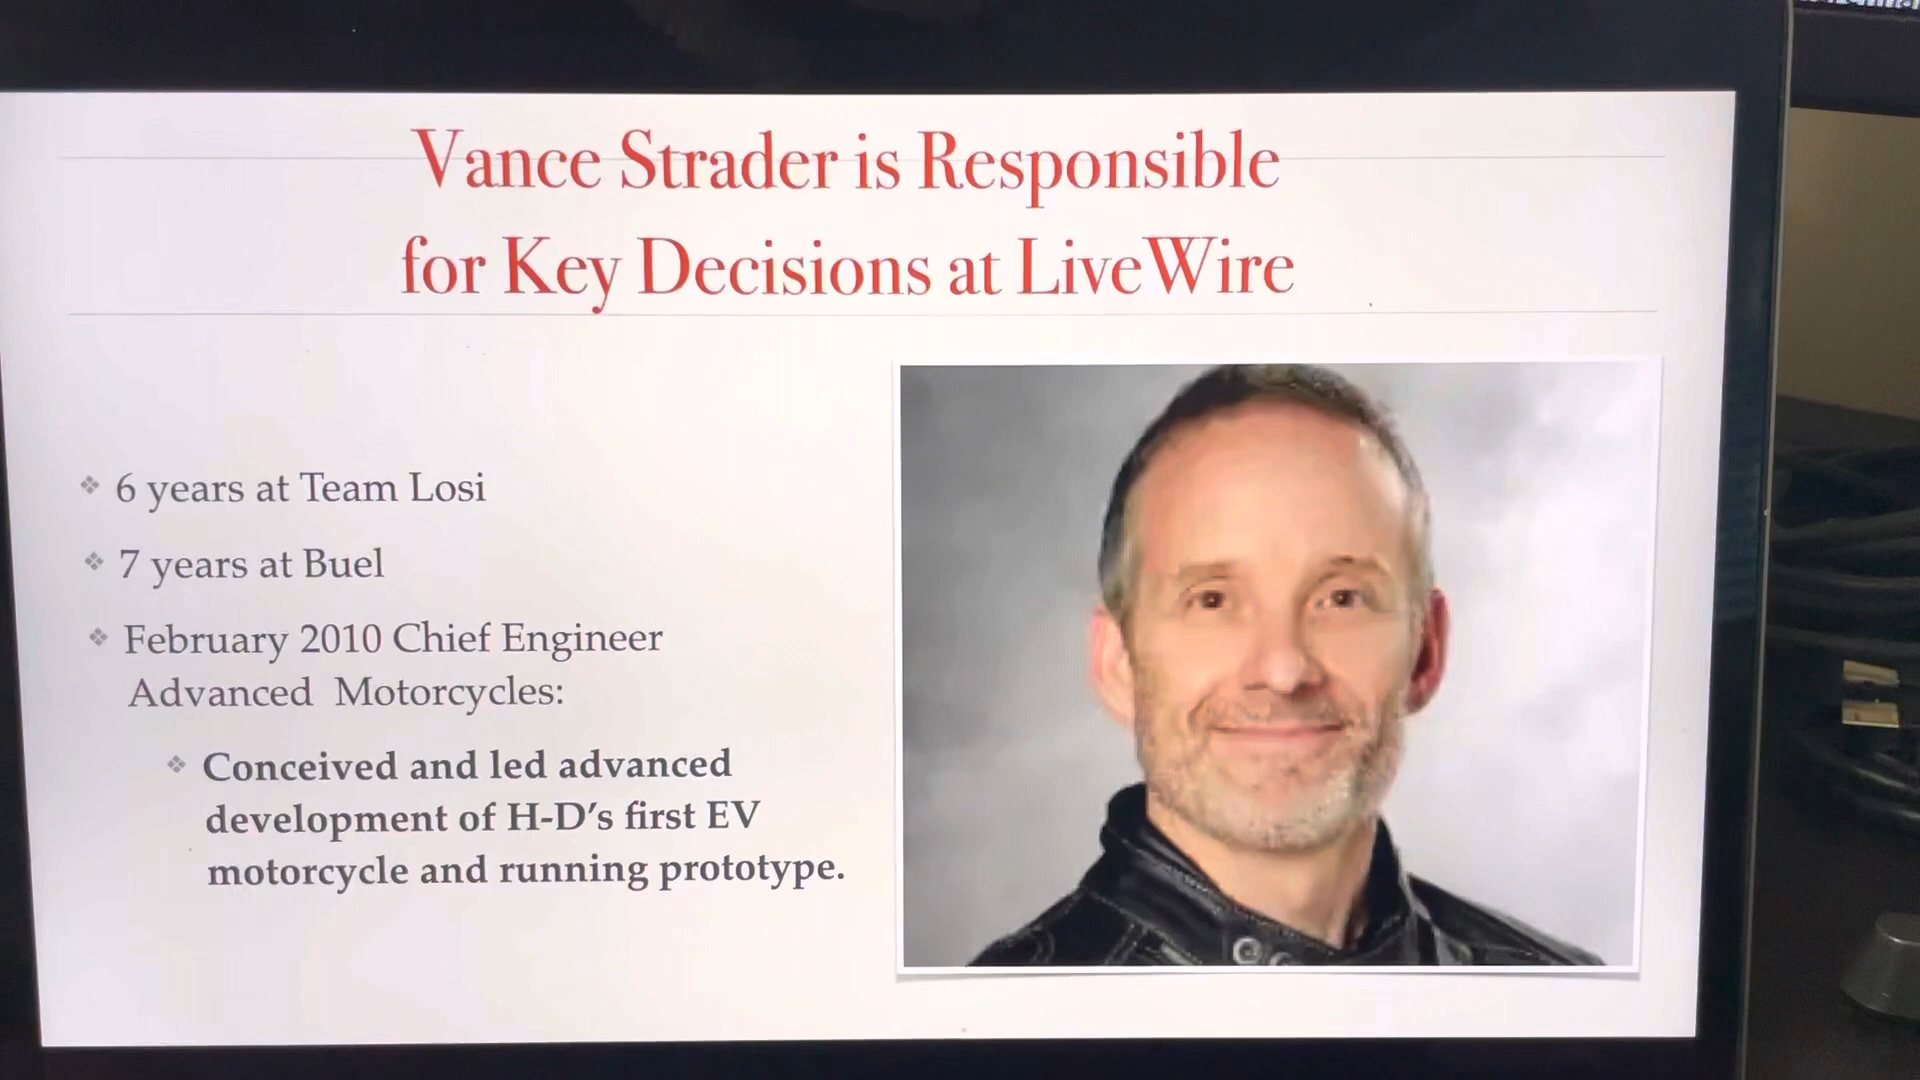 Vance Strader is Responsible
for Key Decisions at LiveWire
6 years at Team Losi
7 years at Buel
February 2010 Chief Engineer
Advanced Motorcycles:
Conceived and led advanced
development of H-D's first EV
motorcycle and running prototype.